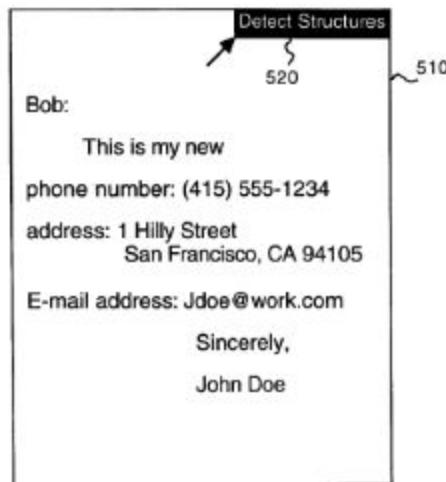 Detect Structures
520
510
Bob:
This is my new
phone number: (415) 555-1234
address: 1 Hilly Street
San Francisco, CA 94105
E-mail address: Jdoe@work.com
Sincerely,
John Doe